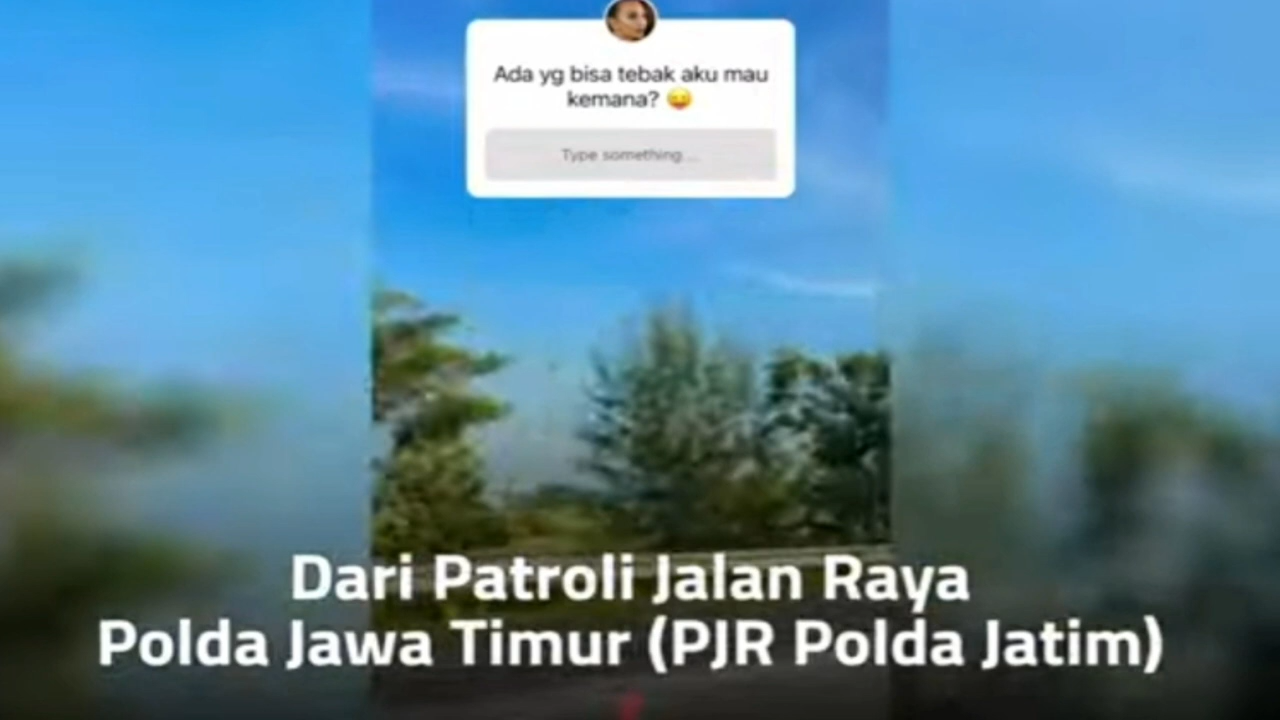 Ada yg bisa tebak aku mau
kemana? 😝
Type something...
Dari Patroli Jalan Raya
Polda Jawa Timur (PJR Polda Jatim)